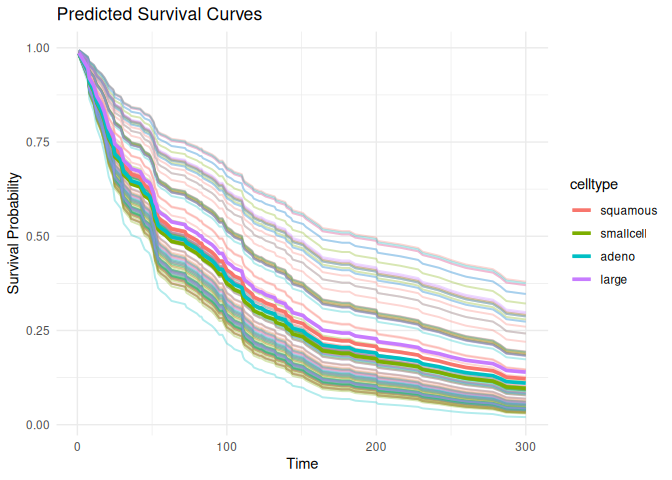 Predicted Survival Curves
Survival Probability
1.00
0.75
0.50
0.25
0.00
0
100
200
300
Time
celltype
squamous
smallcell
adeno
large